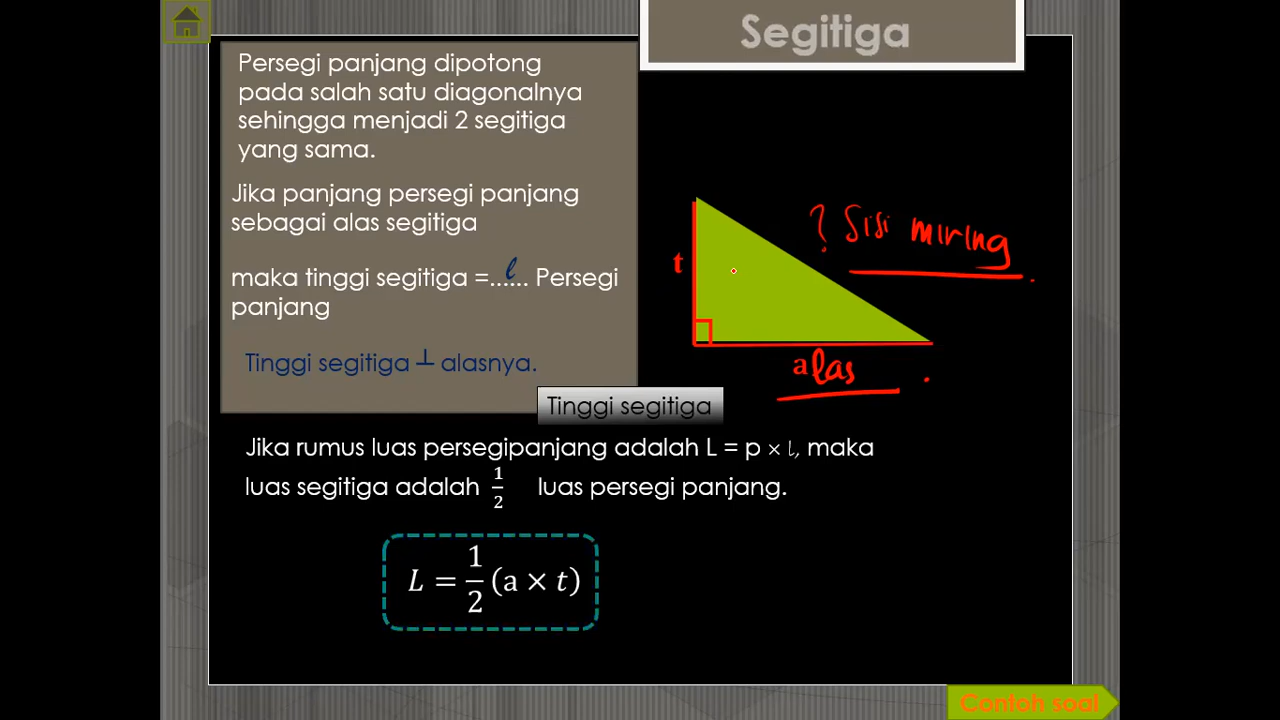 Segitiga
Persegi panjang dipotong
pada salah satu diagonalnya
sehingga menjadi 2 segitiga
yang sama.
Jika panjang persegi panjang
sebagai alas segitiga
maka tinggi segitiga =...l... Persegi
panjang
Tinggi segitiga ⊥ alasnya.
t
? Sisi miring
alas
Tinggi segitiga
Jika rumus luas persegipanjang adalah L = p × l, maka
luas segitiga adalah 1/2 luas persegi panjang.
L = 1/2 (a × t)
Contoh soal